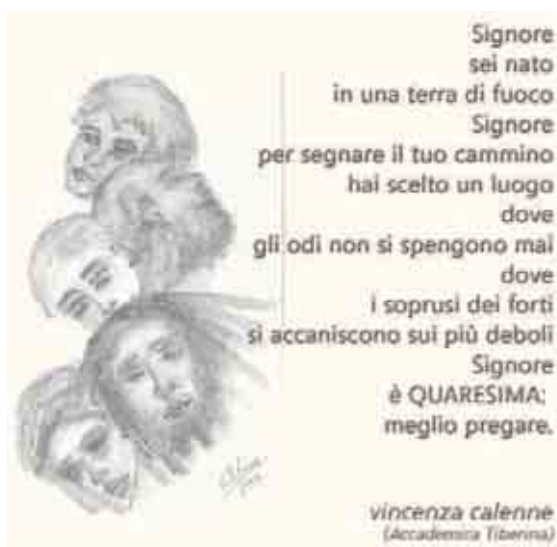 Signore
sei nato
in una terra di fuoco
Signore
per segnare il tuo cammino
hai scelto un luogo
dove
gli odi non si spengono mai
dove
i soprusi dei forti
si accaniscono sui più deboli
Signore
è QUARESIMA:
meglio pregare.
vincenza calenne
(Accademica Tiberina)